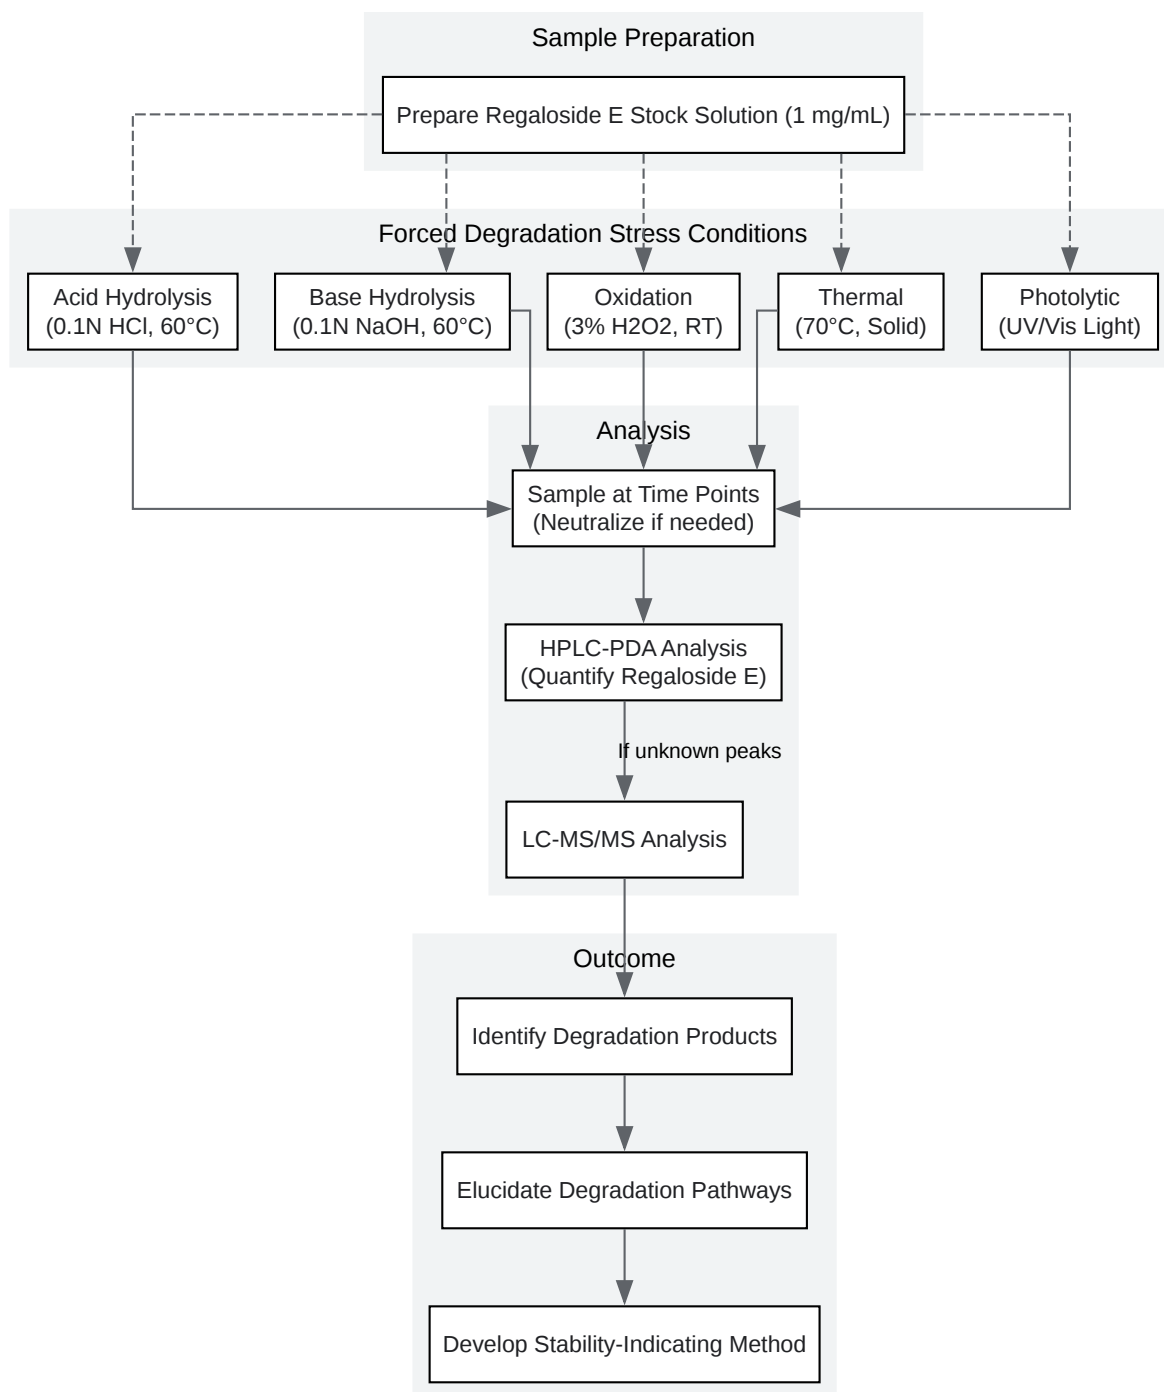 Sample Preparation
Prepare Regaloside E Stock Solution (1 mg/mL)
Forced Degradation Stress Conditions
Acid Hydrolysis
(0.1N HCl, 60°C)
Base Hydrolysis
(0.1N NaOH, 60°C)
Oxidation
(3% H2O2, RT)
Thermal
(70°C, Solid)
Photolytic
(UV/Vis Light)
Analysis
Sample at Time Points
(Neutralize if needed)
HPLC-PDA Analysis
(Quantify Regaloside E)
If unknown peaks
LC-MS/MS Analysis
Outcome
Identify Degradation Products
Elucidate Degradation Pathways
Develop Stability-Indicating Method